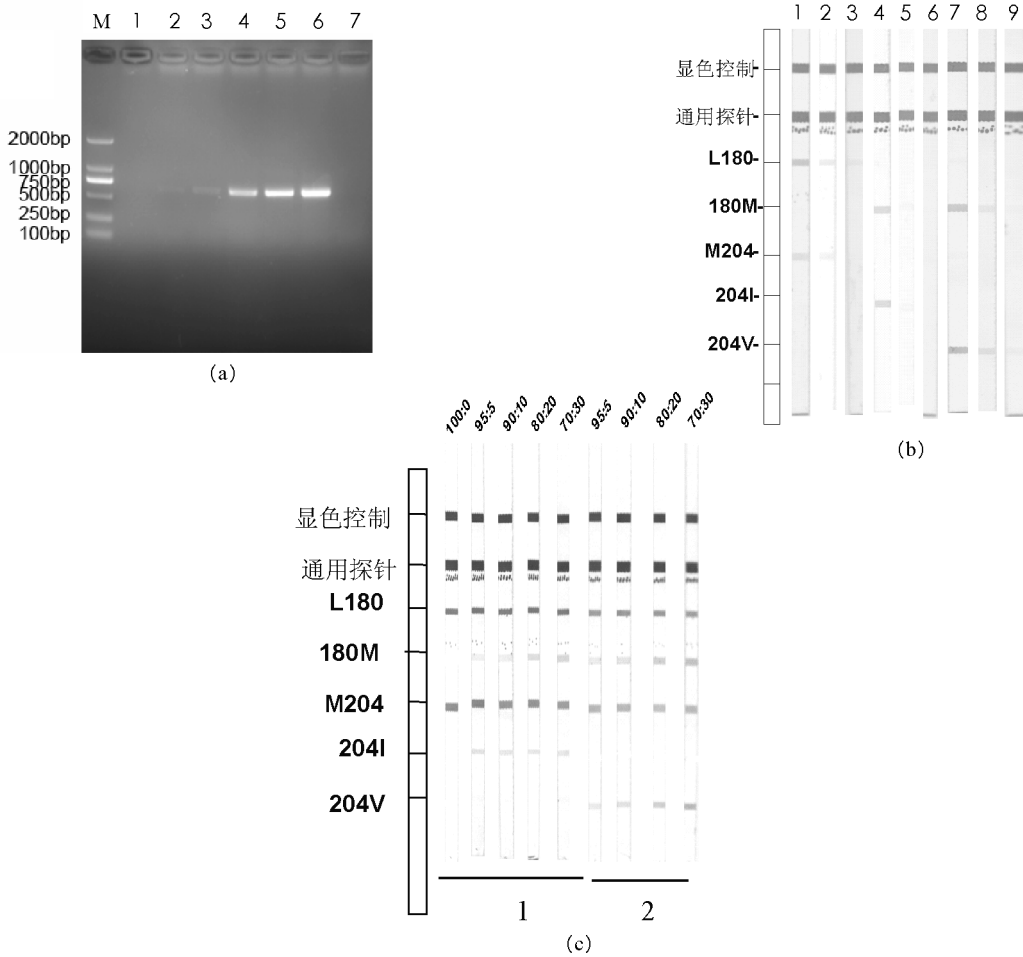 M 1 2 3 4 5 6 7
2000bp
1000bp
750bp
500bp
250bp
100bp
(a)
1 2 3 4 5 6 7 8 9
显色控制-
通用探针-
L180-
180M-
M204-
204I-
204V-
(b)
100:0 95:5 90:10 80:20 70:30 95:5 90:10 80:20 70:30
显色控制
通用探针
L180
180M
M204
204I
204V
1 2
(c)